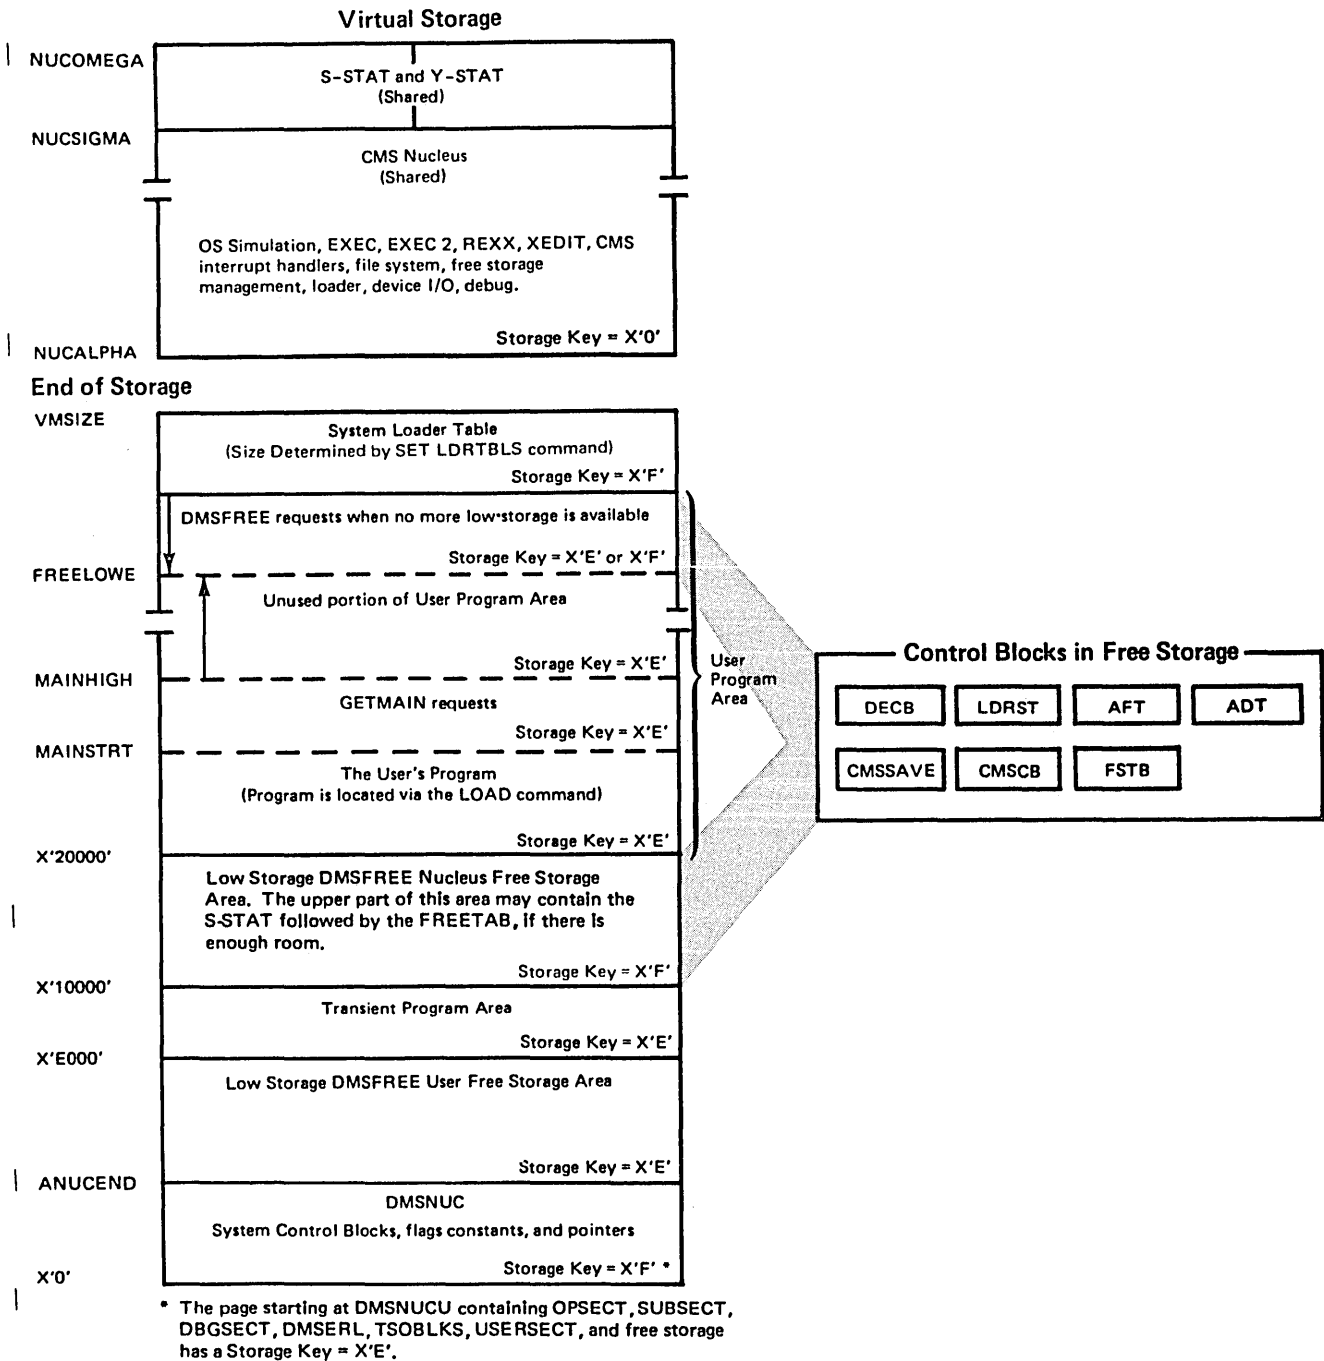 Virtual Storage
NUCOMEGA
S-STAT and Y-STAT
(Shared)
NUCSIGMA
CMS Nucleus
(Shared)
OS Simulation, EXEC, EXEC 2, REXX, XEDIT, CMS
interrupt handlers, file system, free storage
management, loader, device I/O, debug.
Storage Key = X'0'
NUCALPHA
End of Storage
VMSIZE
System Loader Table
(Size Determined by SET LDRTBLS command)
Storage Key = X'F'
DMSFREE requests when no more low-storage is available
Storage Key = X'E' or X'F'
FREELOWE
Unused portion of User Program Area
Storage Key = X'E'
MAINHIGH
GETMAIN requests
Storage Key = X'E'
MAINSTRT
The User's Program
(Program is located via the LOAD command)
Storage Key = X'E'
X'20000'
User
Program
Area
Control Blocks in Free Storage
DECB LDRST AFT ADT
CMSSAVE CMSCB FSTB
Low Storage DMSFREE Nucleus Free Storage
Area. The upper part of this area may contain the
S-STAT followed by the FREETAB, if there is
enough room.
Storage Key = X'F'
X'10000'
Transient Program Area
Storage Key = X'E'
X'E000'
Low Storage DMSFREE User Free Storage Area
Storage Key = X'E'
ANUCEND
DMSNUC
System Control Blocks, flags constants, and pointers
Storage Key = X'F' *
X'0'
* The page starting at DMSNUCU containing OPSECT, SUBSECT,
DBGSECT, DMSERL, TSOBLKS, USERSECT, and free storage
has a Storage Key = X'E'.